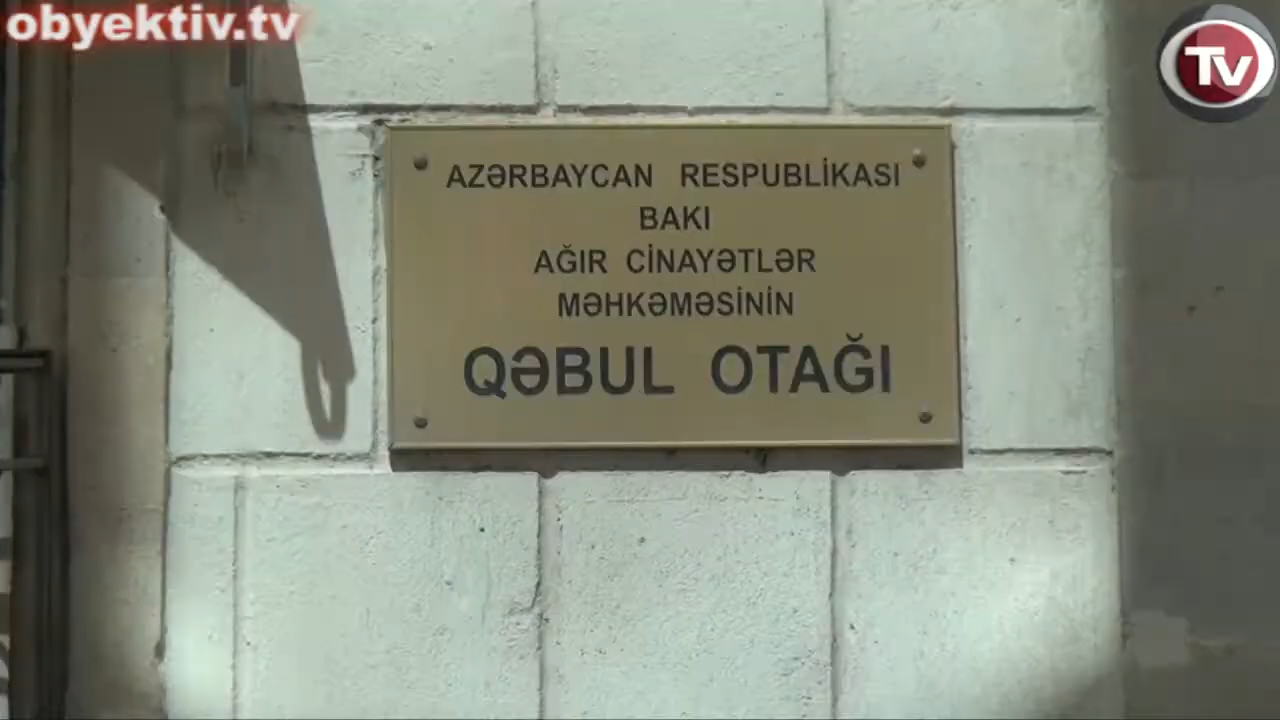 obyektiv.tv
Tv
AZƏRBAYCAN RESPUBLİKASI
BAKI
AĞIR CİNAYƏTLƏR
MƏHKƏMƏSİNİN
QƏBUL OTAĞI